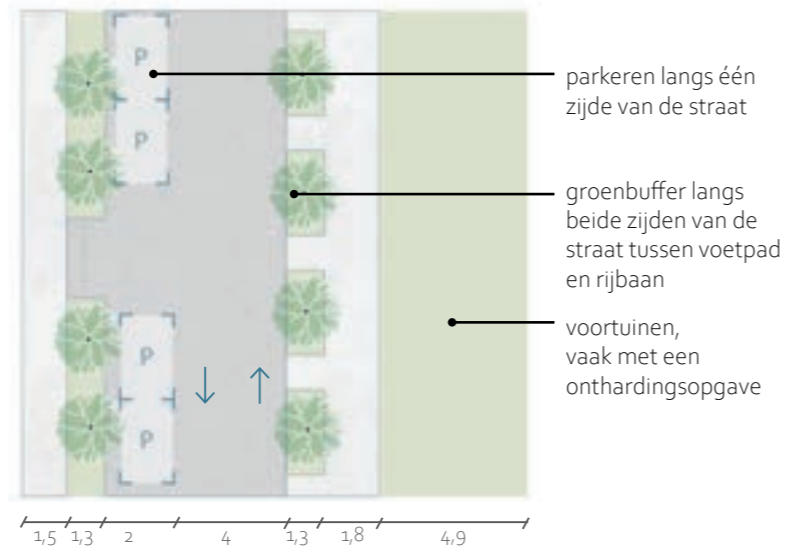 P
parkeren langs één
zijde van de straat
P
groenbuffer langs
beide zijden van de
straat tussen voetpad
en rijbaan
voortuinen,
vaak met een
onthardingsopgave
P
P
1,5 1,3 2 4 1,3 1,8 4,9